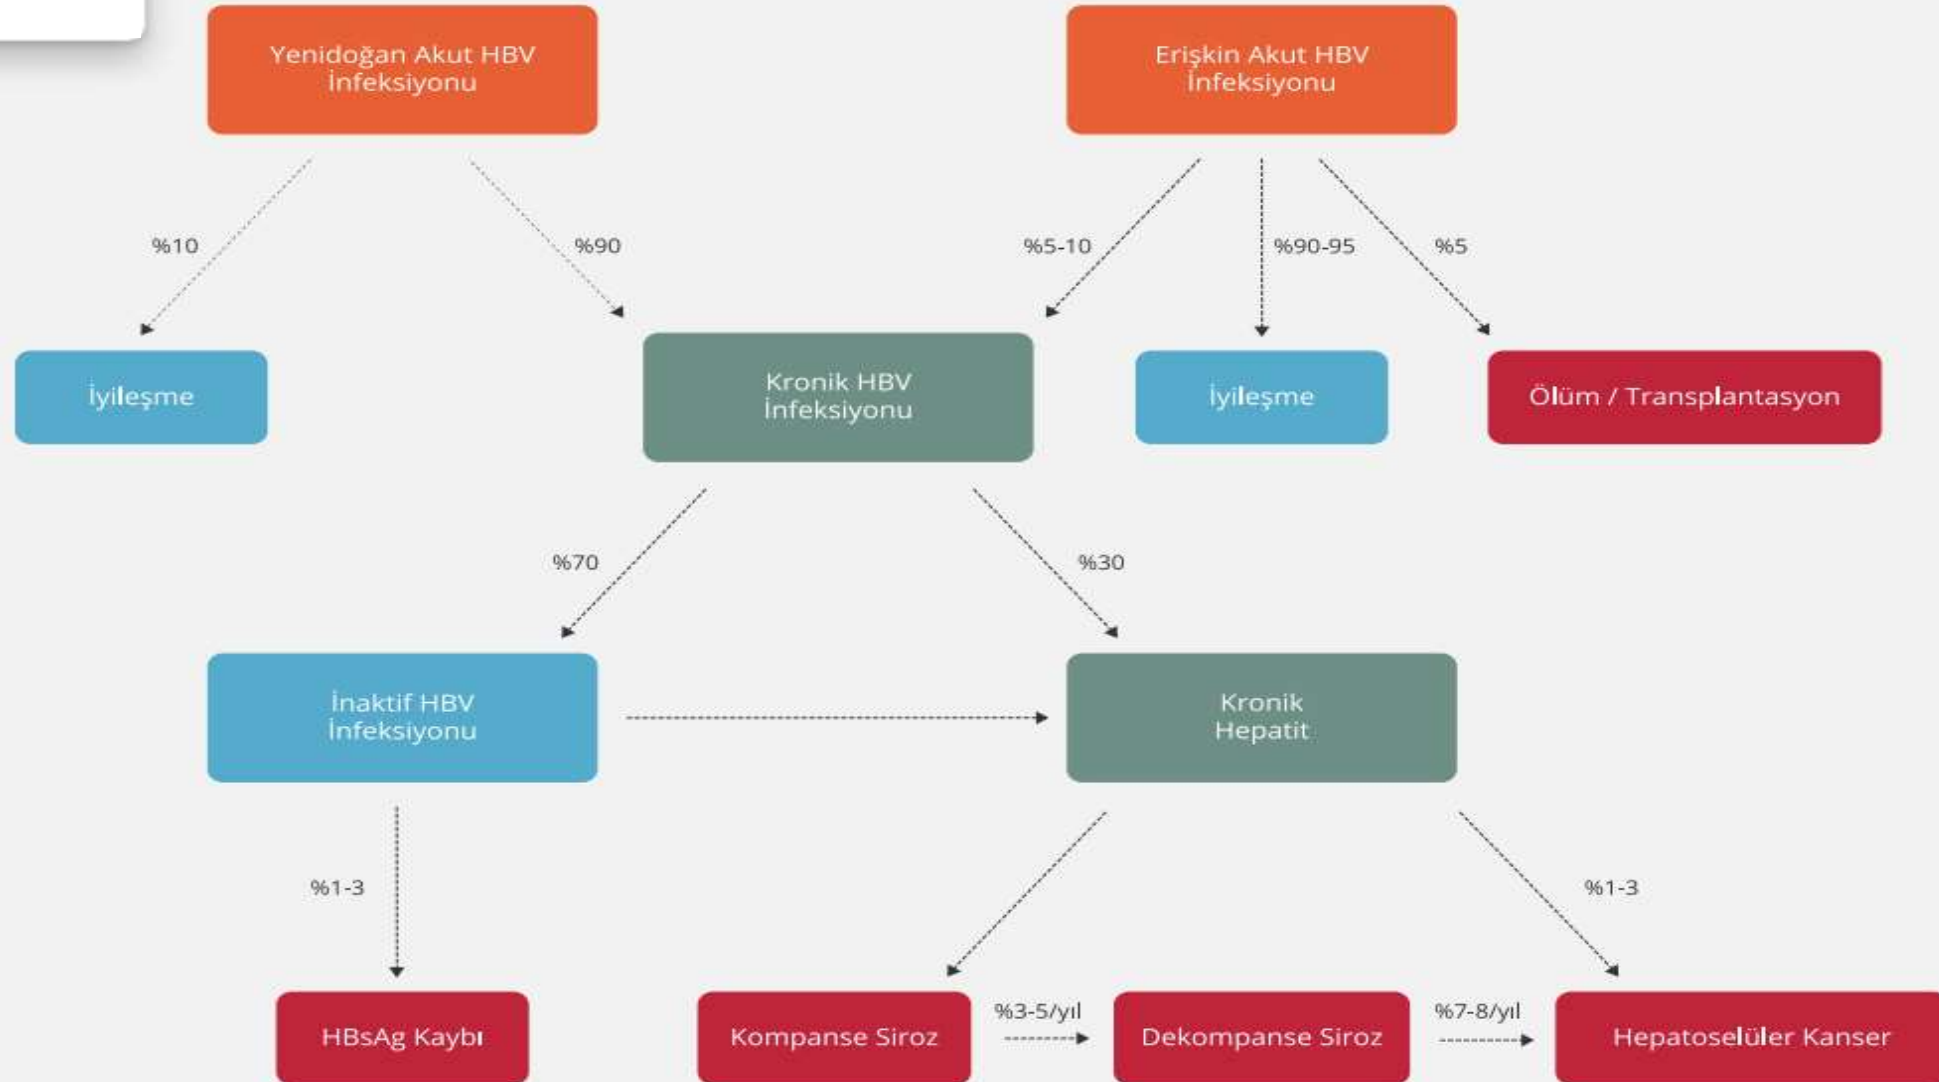 Yenidoğan Akut HBV
İnfeksiyonu
Erişkin Akut HBV
İnfeksiyonu
%10
%90
%5-10
%90-95
%5
İyileşme
Kronik HBV
İnfeksiyonu
İyileşme
Ölüm / Transplantasyon
%70
%30
İnaktif HBV
İnfeksiyonu
Kronik
Hepatit
%1-3
%1-3
HBsAg Kaybı
Kompanse Siroz
%3-5/yıl
Dekompanse Siroz
%7-8/yıl
Hepatoselüler Kanser